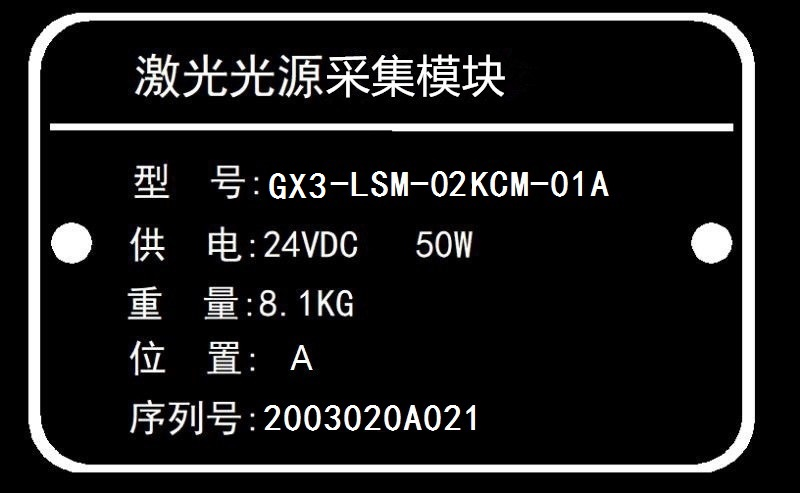 激光光源采集模块
型 号:GX3-LSM-02KCM-01A
供 电:24VDC 50W
重 量:8.1KG
位 置: A
序列号:2003020A021